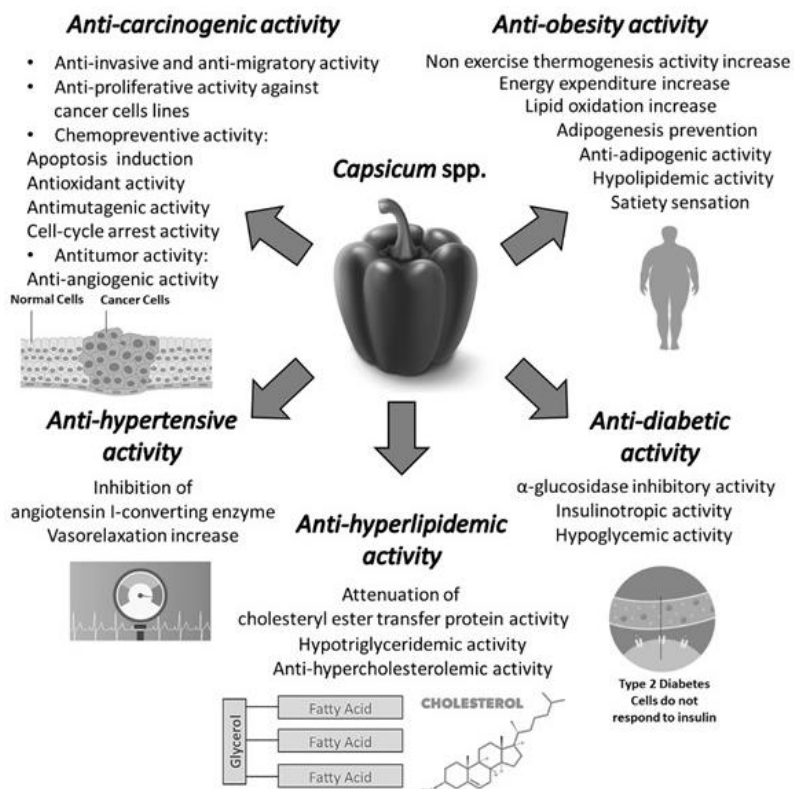 Anti-carcinogenic activity
• Anti-invasive and anti-migratory activity
• Anti-proliferative activity against
cancer cells lines
• Chemopreventive activity:
Apoptosis induction
Antioxidant activity
Antimutagenic activity
Cell-cycle arrest activity
• Antitumor activity:
Anti-angiogenic activity
Normal Cells
Cancer Cells
Capsicum spp.
Anti-obesity activity
Non exercise thermogenesis activity increase
Energy expenditure increase
Lipid oxidation increase
Adipogenesis prevention
Anti-adipogenic activity
Hypolipidemic activity
Satiety sensation
Anti-hypertensive
activity
Inhibition of
angiotensin I-converting enzyme
Vasorelaxation increase
Anti-hyperlipidemic
activity
Attenuation of
cholesteryl ester transfer protein activity
Hypotriglyceridemic activity
Anti-hypercholesterolemic activity
Glycerol
Fatty Acid
Fatty Acid
Fatty Acid
CHOLESTEROL
Anti-diabetic
activity
α-glucosidase inhibitory activity
Insulinotropic activity
Hypoglycemic activity
Type 2 Diabetes
Cells do not
respond to insulin